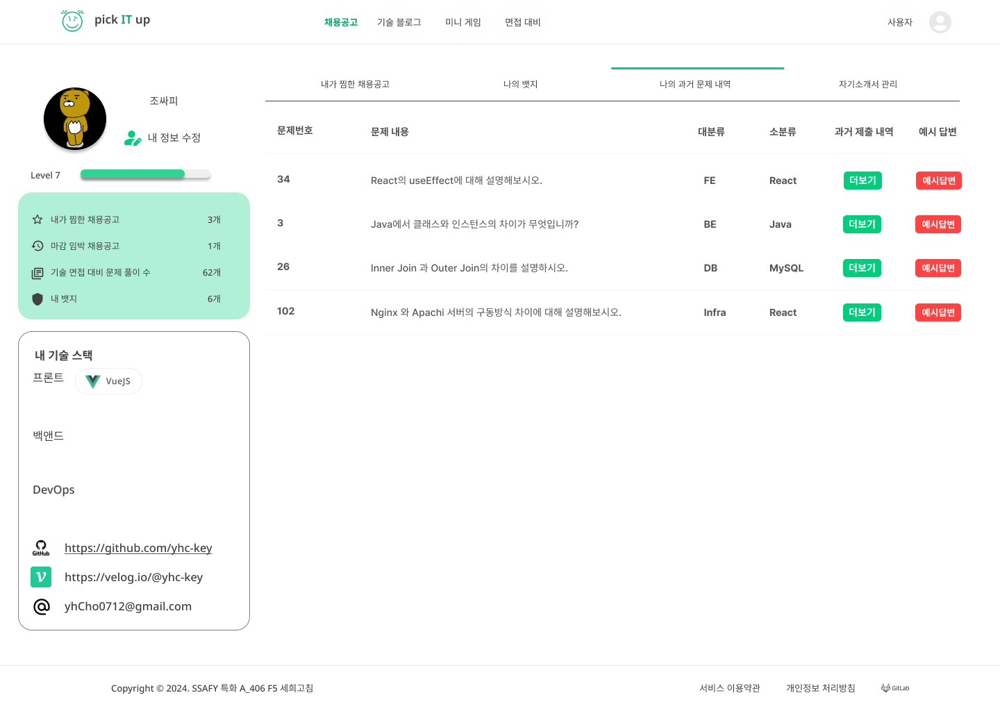 pick IT up
채용공고 기술 블로그 미니 게임 면접 대비
사용자
조싸피
내 정보 수정
Level 7
내가 찜한 채용공고 3개
마감 임박 채용공고 1개
기술 면접 대비 문제 풀이 수 62개
내 뱃지 6개
내 기술 스택
프론트 VueJS
백앤드
DevOps
GitHub https://github.com/yhc-key
v https://velog.io/@yhc-key
@ yhCho0712@gmail.com
내가 찜한 채용공고 나의 뱃지 나의 과거 문제 내역 자기소개서 관리
문제번호 문제 내용 대분류 소분류 과거 제출 내역 예시 답변
34 React의 useEffect에 대해 설명해보시오. FE React 더보기 예시답변
3 Java에서 클래스와 인스턴스의 차이가 무엇입니까? BE Java 더보기 예시답변
26 Inner Join 과 Outer Join의 차이를 설명하시오. DB MySQL 더보기 예시답변
102 Nginx 와 Apachi 서버의 구동방식 차이에 대해 설명해보시오. Infra React 더보기 예시답변
Copyright © 2024. SSAFY 특화 A_406 F5 세희고침
서비스 이용약관 개인정보 처리방침 GitLab